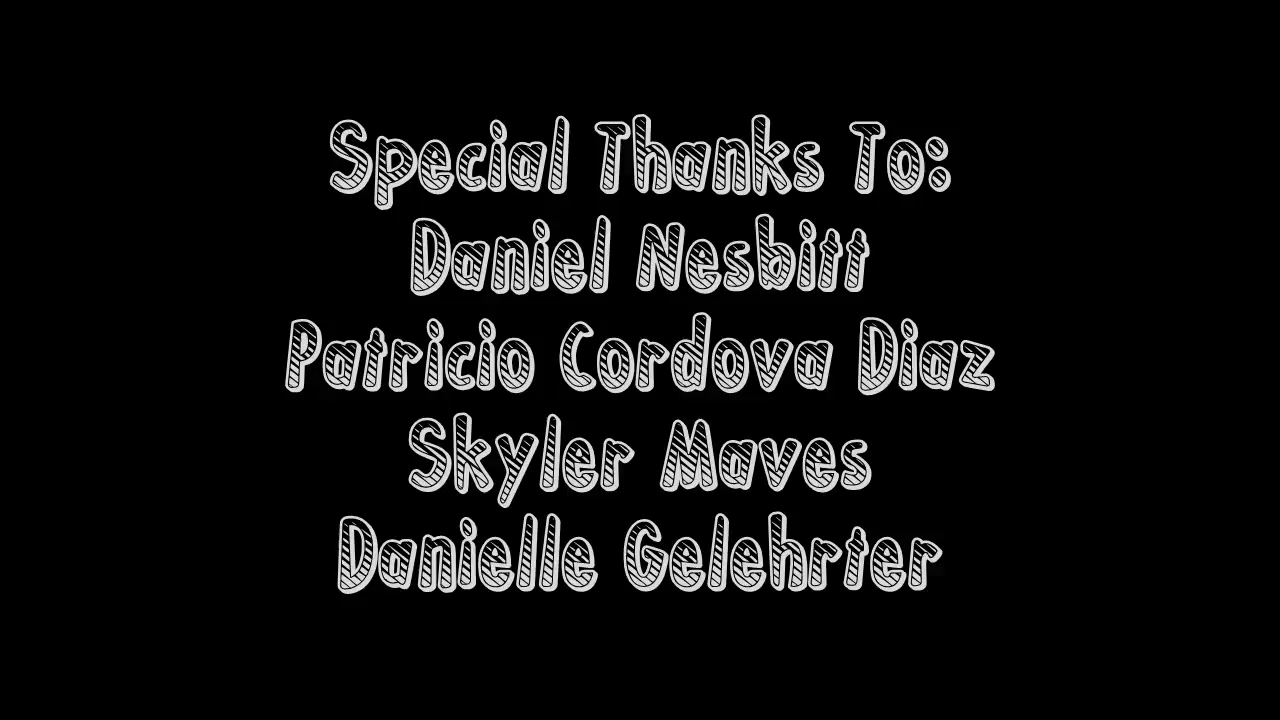 Special Thanks To:
Daniel Nesbitt
Patricio Cordova Diaz
Skyler Maves
Danielle Gelehrter